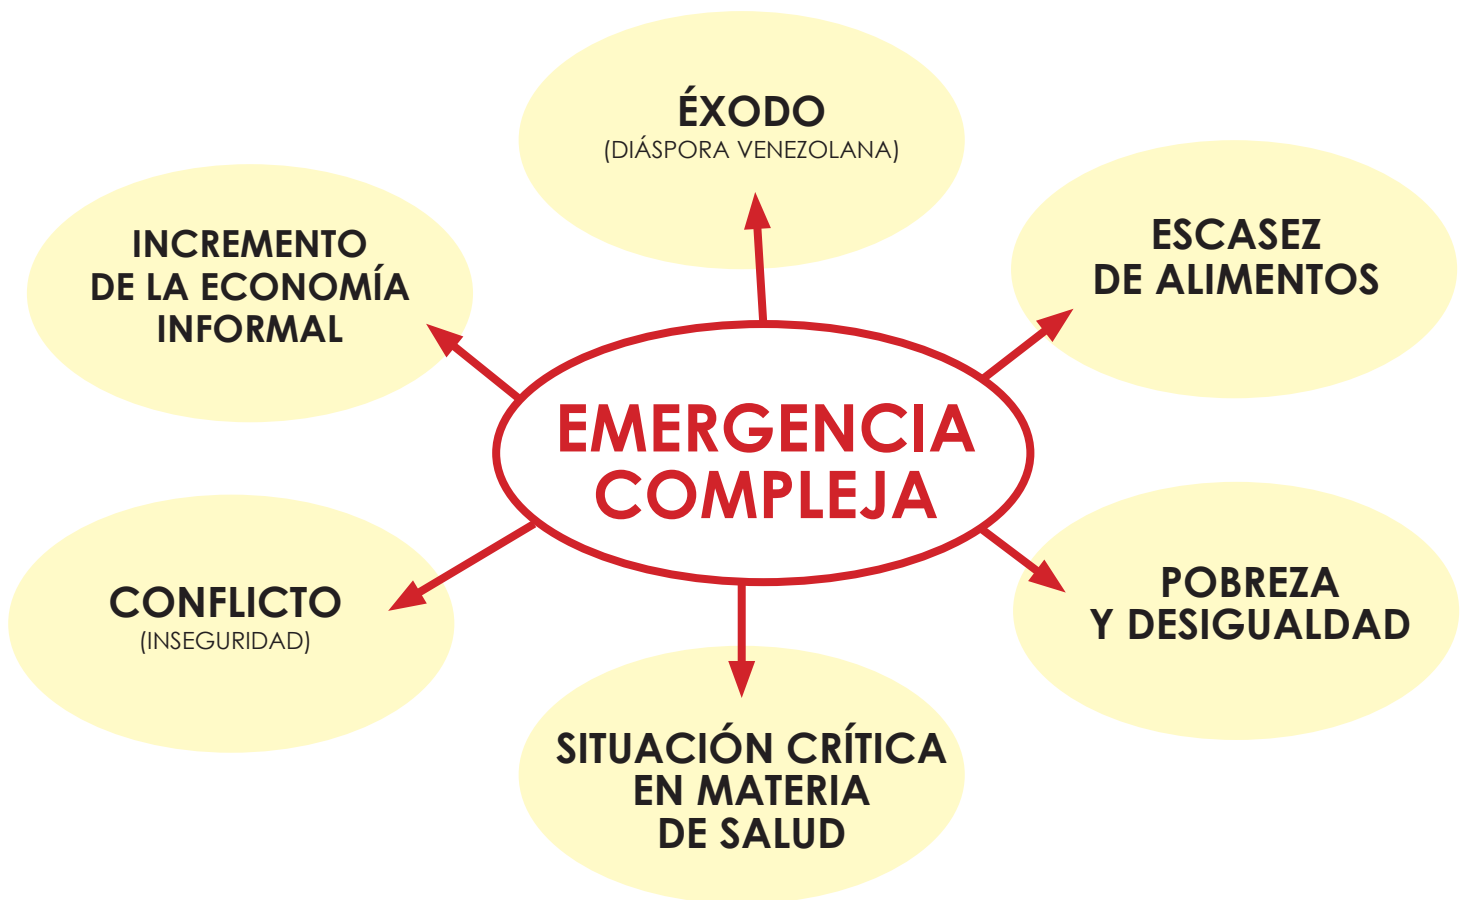 ÉXODO
(DIÁSPORA VENEZOLANA)
INCREMENTO
DE LA ECONOMÍA
INFORMAL
ESCASEZ
DE ALIMENTOS
EMERGENCIA
COMPLEJA
CONFLICTO
(INSEGURIDAD)
POBREZA
Y DESIGUALDAD
SITUACIÓN CRÍTICA
EN MATERIA
DE SALUD